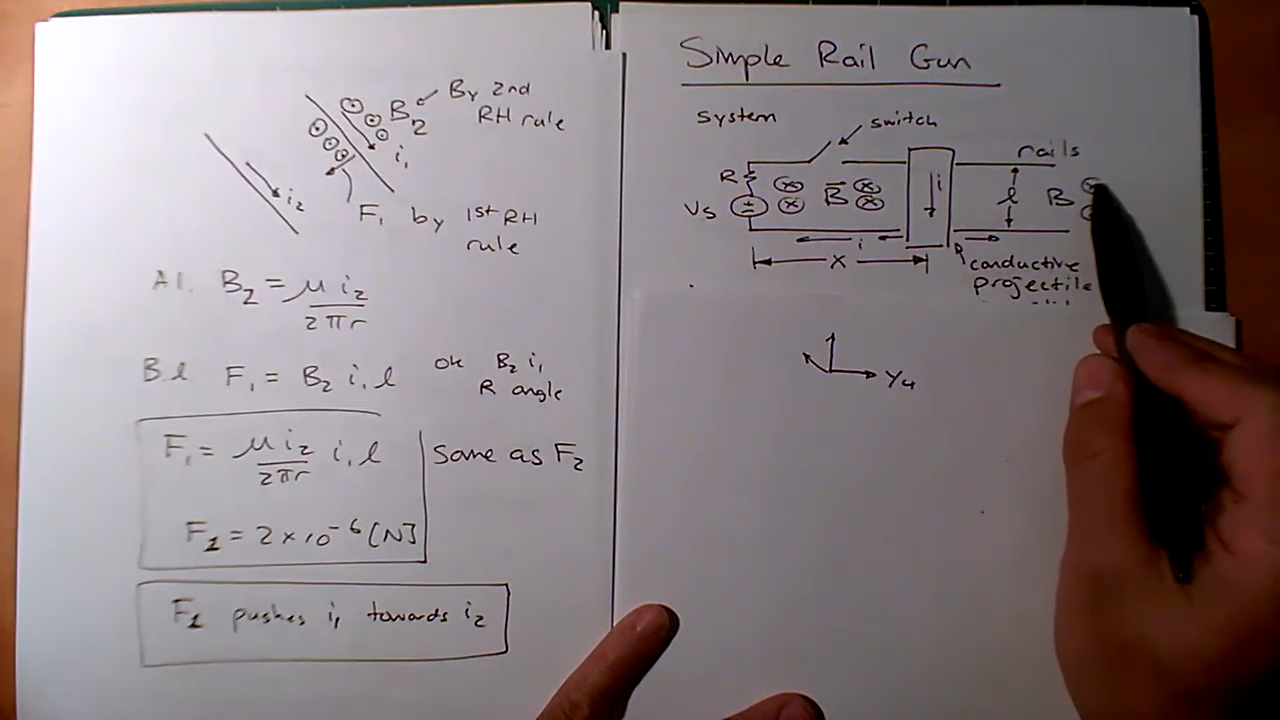 B₂ By 2nd
RH rule
i₁
i₂
F₁ by 1st RH
rule
A1. B₂ = μ i₂ / 2πr
B.l F₁ = B₂ i₁ l ok B₂ i₁
R angle
F₁ = μ i₂ / 2πr i₁ l same as F₂
F₁ = 2 × 10⁻⁶ [N]
F₁ pushes i₁ towards i₂
Simple Rail Gun
system
switch
rails
R
Vs
B̄
i
l
B
i
X
conductive
projectile